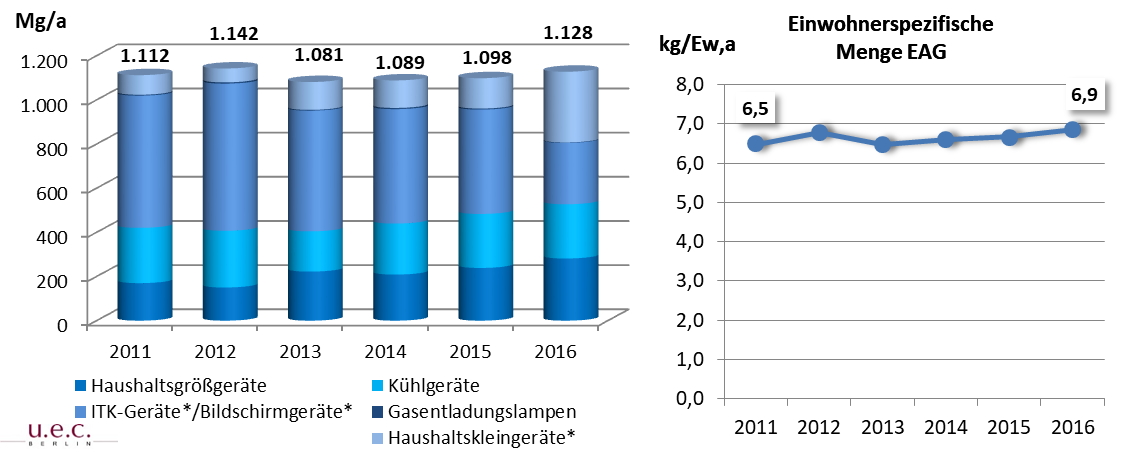 Mg/a
1.112
1.142
1.081
1.089
1.098
1.128
1.200
1.000
800
600
400
200
0
2011 2012 2013 2014 2015 2016
Haushaltsgrößgeräte Kühlgeräte
ITK-Geräte*/Bildschirmgeräte* Gasentladungslampen
Haushaltskleingeräte*
u.e.c.
BERLIN
Einwohnerspezifische
Menge EAG
kg/Ew,a
8,0
7,0
6,0
5,0
4,0
3,0
2,0
1,0
0,0
6,5
6,9
2011 2012 2013 2014 2015 2016